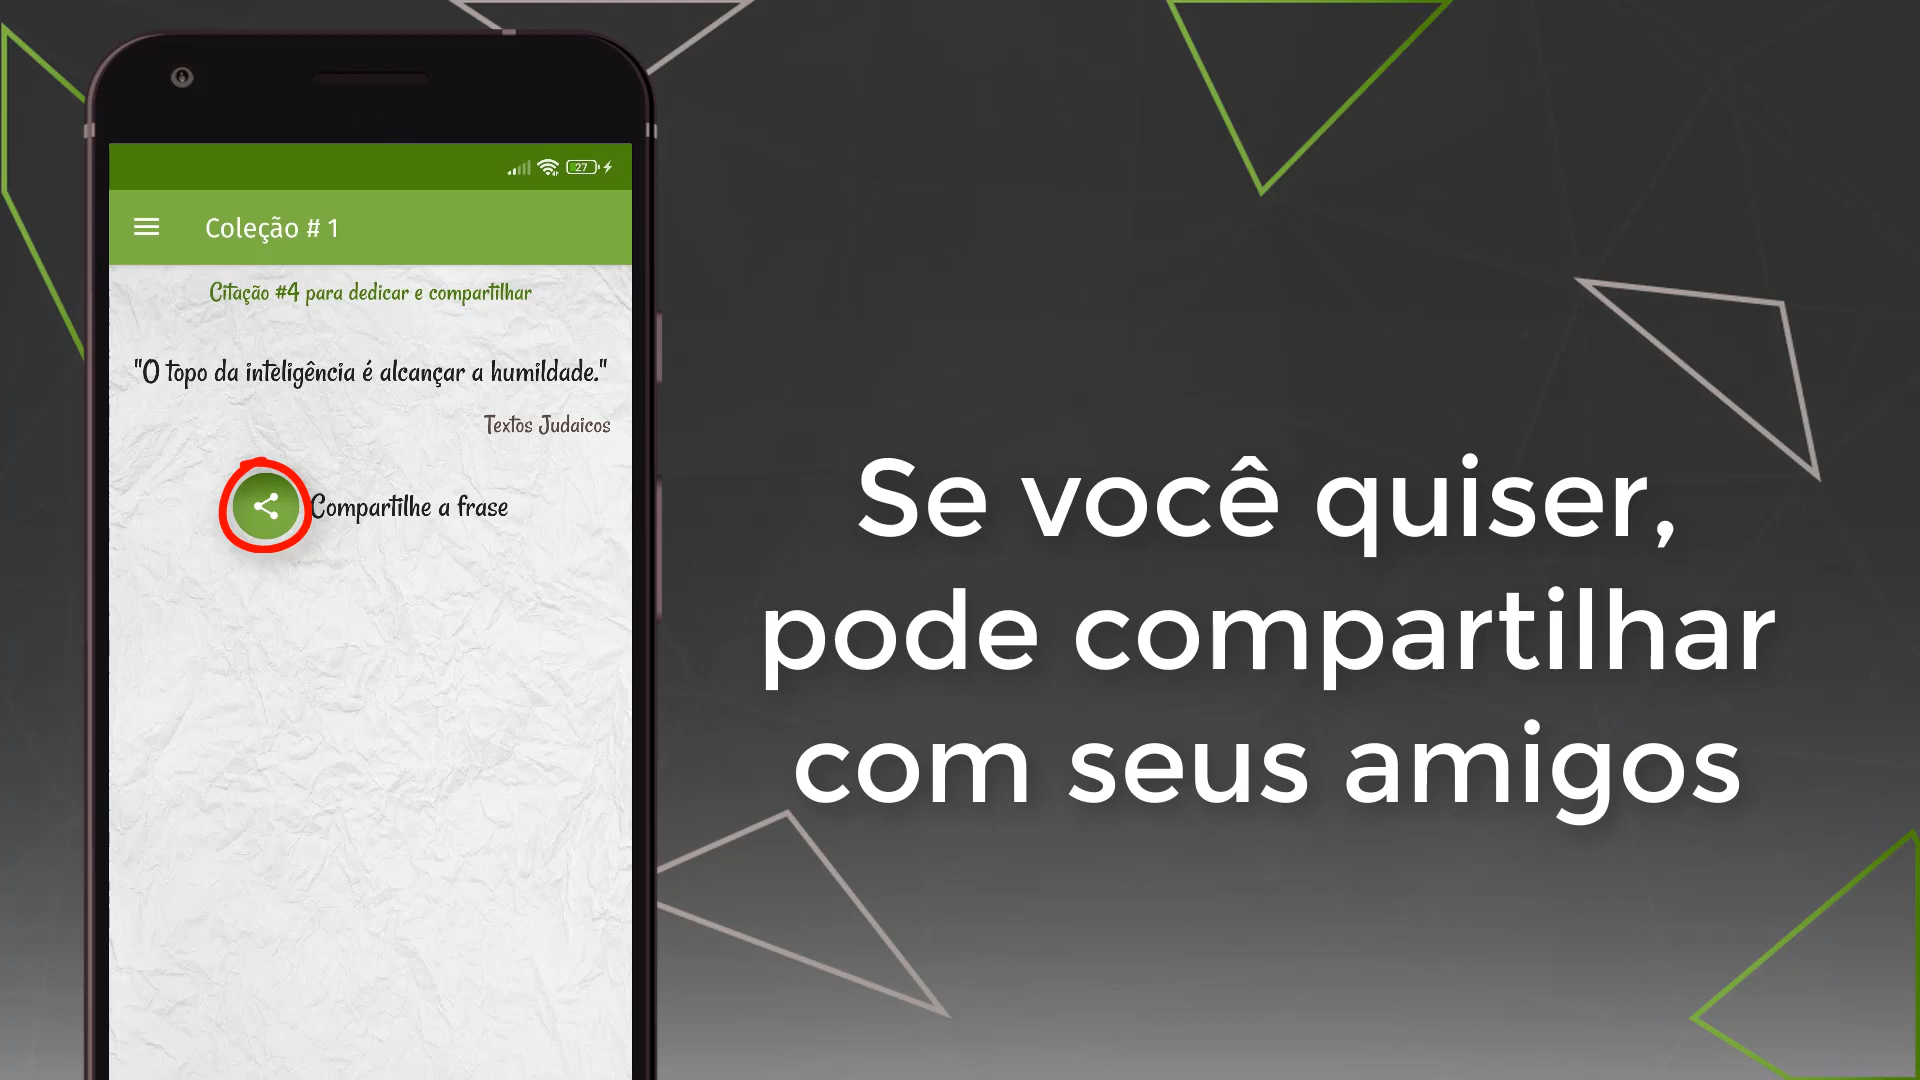 27
Coleção # 1
Citação #4 para dedicar e compartilhar
"O topo da inteligência é alcançar a humildade."
Textos Judaicos
Compartilhe a frase
Se você quiser,
pode compartilhar
com seus amigos